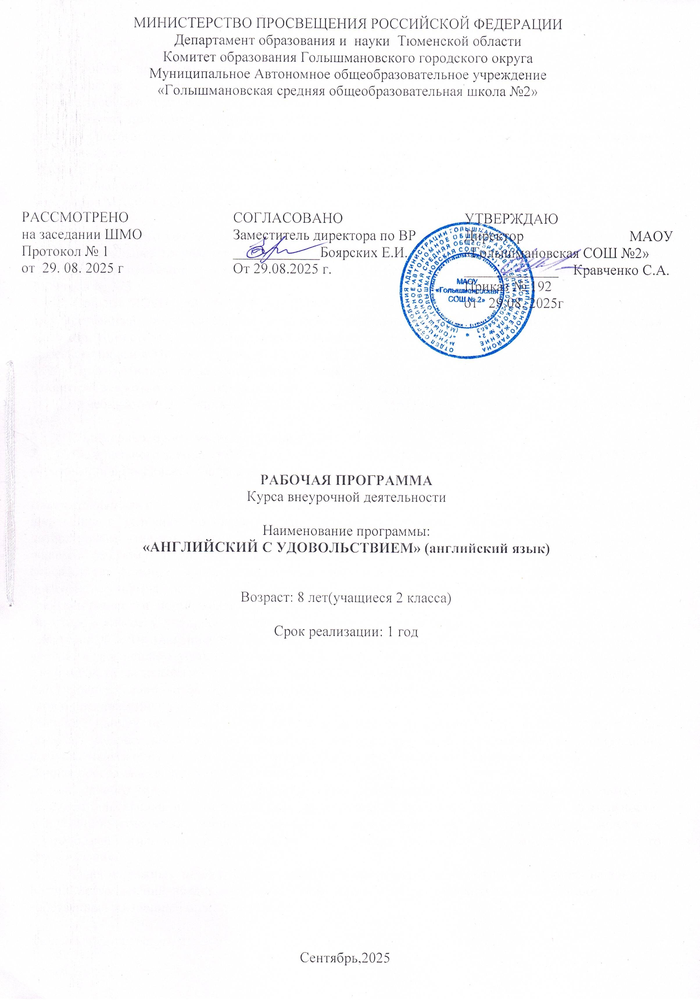 МИНИСТЕРСТВО ПРОСВЕЩЕНИЯ РОССИЙСКОЙ ФЕДЕРАЦИИ
Департамент образования и науки Тюменской области
Комитет образования Голышмановского городского округа
Муниципальное Автономное общеобразовательное учреждение
«Голышмановская средняя общеобразовательная школа №2»
РАССМОТРЕНО
на заседании ШМО
Протокол № 1
от 29. 08. 2025 г
СОГЛАСОВАНО
Заместитель директора по ВР
____________Боярских Е.И.
От 29.08.2025 г.
УТВЕРЖДАЮ
Директор МАОУ
«Голышмановская СОШ №2»
_____________ Кравченко С.А.
Приказ № 192
от 29.08. 2025г
МАОУ
«Голышмановская
СОШ № 2»
РАБОЧАЯ ПРОГРАММА
Курса внеурочной деятельности
Наименование программы:
«АНГЛИЙСКИЙ С УДОВОЛЬСТВИЕМ» (английский язык)
Возраст: 8 лет(учащиеся 2 класса)
Срок реализации: 1 год
Сентябрь,2025